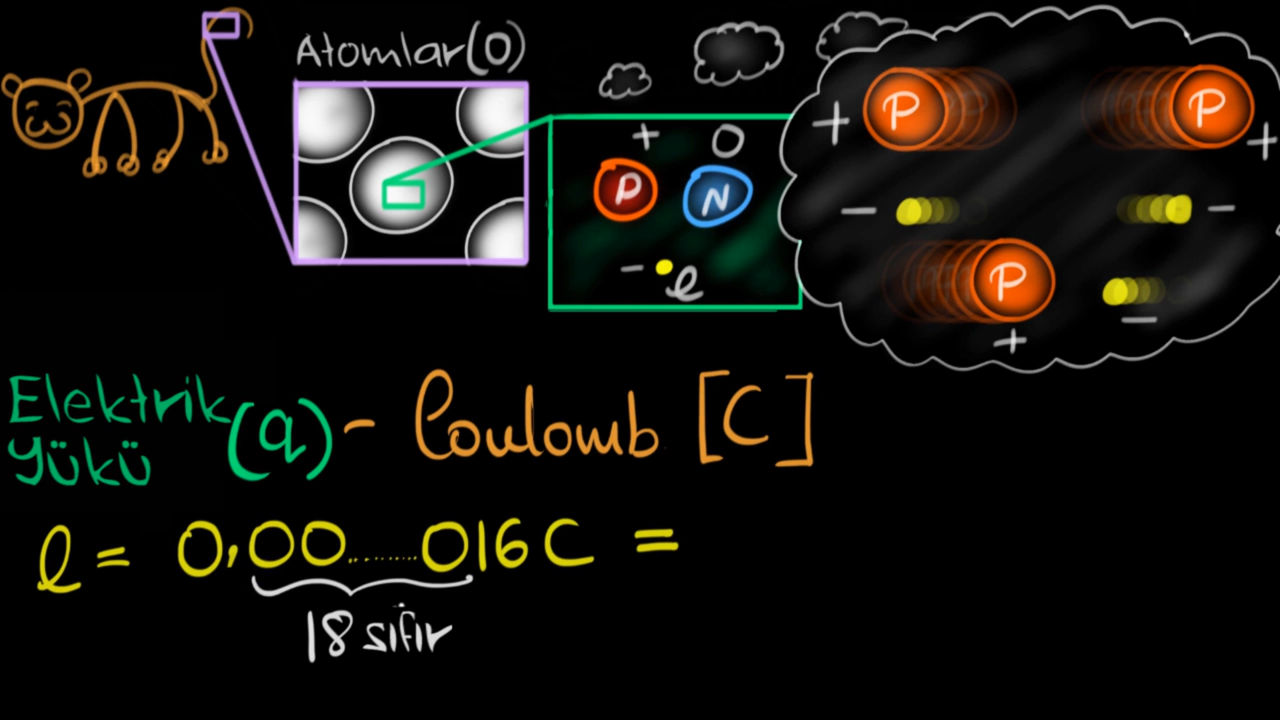 Atomlar(0)
+ 0
P N
- e
P P
+ +
- -
P
+ -
Elektrik
yükü (q) - Coulomb [C]
e = 0,00........016 C =
18 sıfır